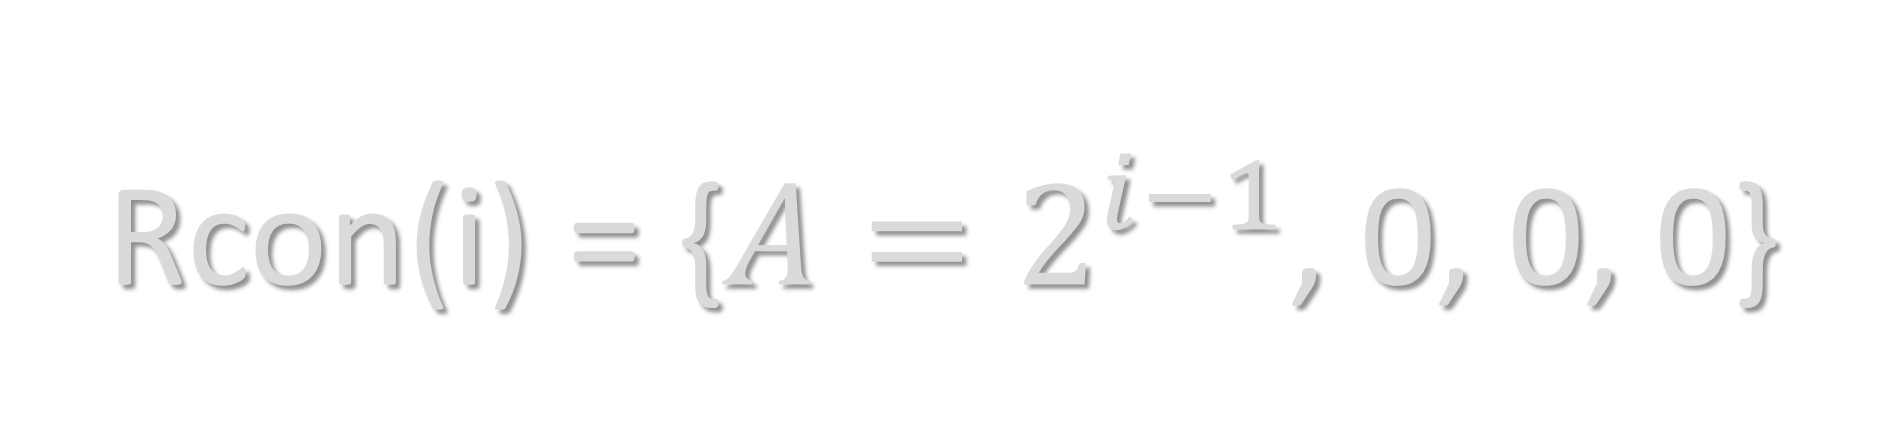 Rcon(i) = {A = 2^{i−1}, 0, 0, 0}